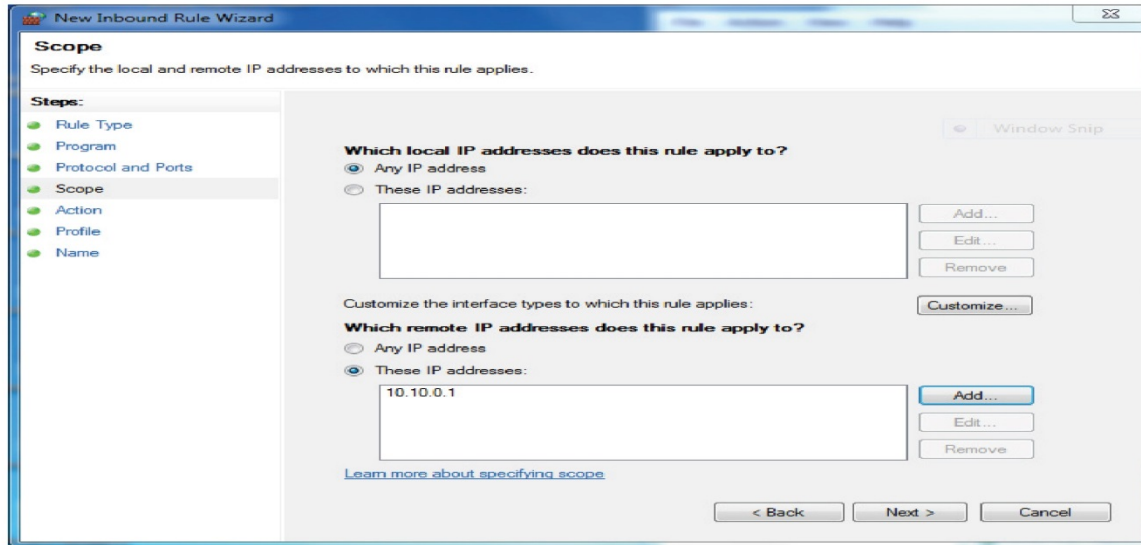 New Inbound Rule Wizard
Scope
Specify the local and remote IP addresses to which this rule applies.
Steps:
Rule Type
Program
Protocol and Ports
Scope
Action
Profile
Name
Window Snip
Which local IP addresses does this rule apply to?
Any IP address
These IP addresses:
Add...
Edit...
Remove
Customize the interface types to which this rule applies:
Customize...
Which remote IP addresses does this rule apply to?
Any IP address
These IP addresses:
10.10.0.1
Add...
Edit...
Remove
Learn more about specifying scope
< Back
Next >
Cancel